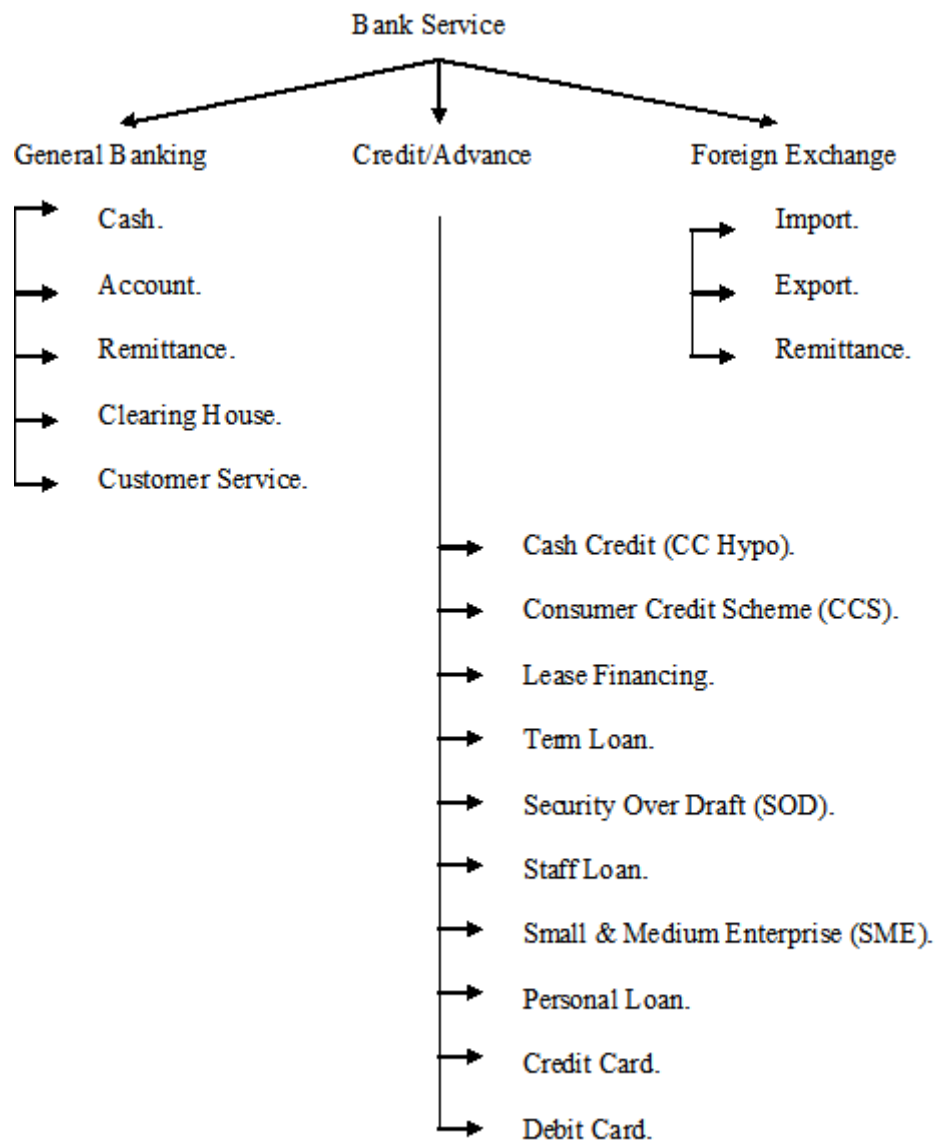 Bank Service
General Banking
Credit/Advance
Foreign Exchange
Cash.
Account.
Remittance.
Clearing House.
Customer Service.
Import.
Export.
Remittance.
Cash Credit (CC Hypo).
Consumer Credit Scheme (CCS).
Lease Financing.
Term Loan.
Security Over Draft (SOD).
Staff Loan.
Small & Medium Enterprise (SME).
Personal Loan.
Credit Card.
Debit Card.